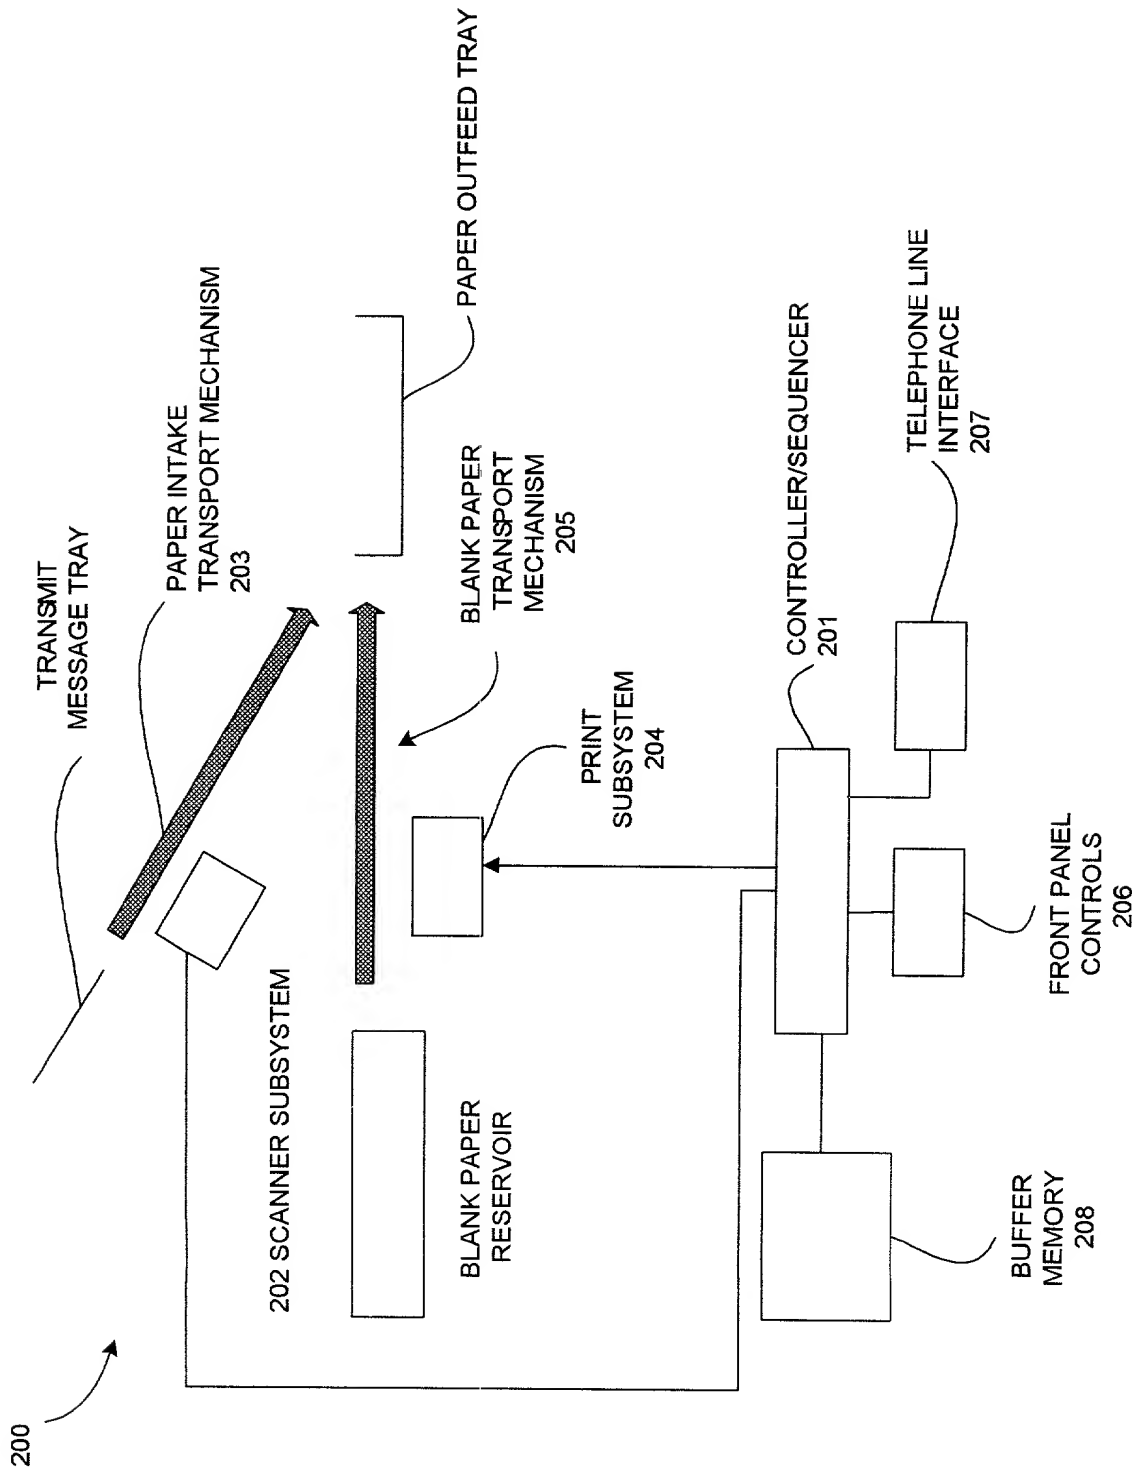 200
TRANSMIT
MESSAGE TRAY
PAPER INTAKE
TRANSPORT MECHANISM
203
202 SCANNER SUBSYSTEM
BLANK PAPER
RESERVOIR
BLANK PAPER
TRANSPORT
MECHANISM
205
PAPER OUTFEED TRAY
PRINT
SUBSYSTEM
204
CONTROLLER/SEQUENCER
201
TELEPHONE LINE
INTERFACE
207
BUFFER
MEMORY
208
FRONT PANEL
CONTROLS
206